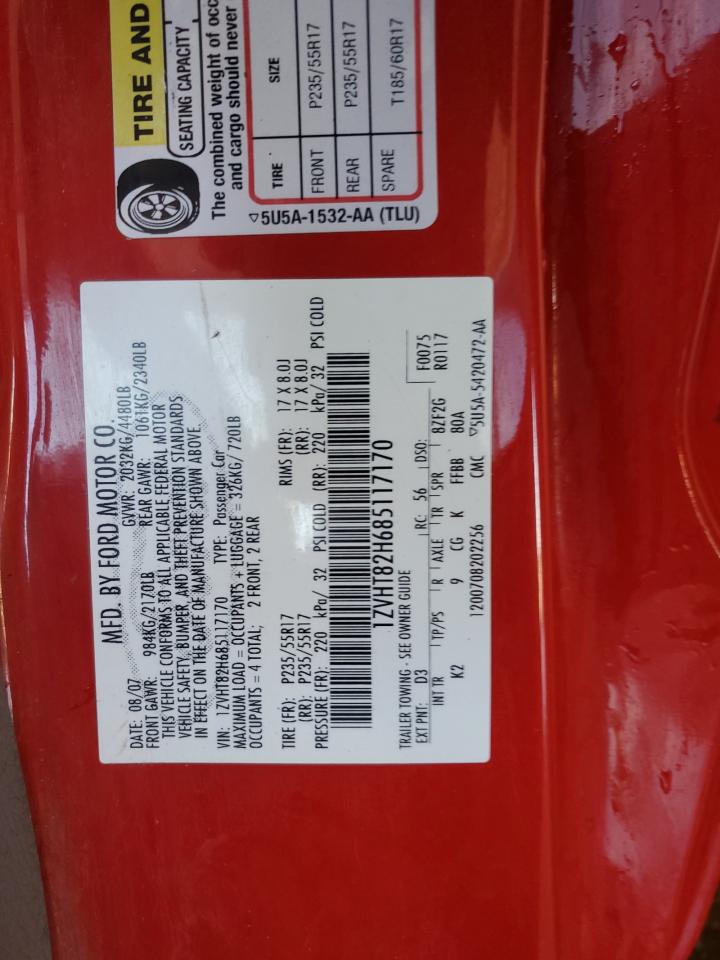 MFD. BY FORD MOTOR CO.
DATE: 08/07 GVWR: 2032KG/4480LB
FRONT GAWR: 984KG/2170LB REAR GAWR: 1061KG/2340LB
THIS VEHICLE CONFORMS TO ALL APPLICABLE FEDERAL MOTOR
VEHICLE SAFETY, BUMPER, AND THEFT PREVENTION STANDARDS
IN EFFECT ON THE DATE OF MANUFACTURE SHOWN ABOVE.
VIN: 1ZVHT82H685117170 TYPE: Passenger Car
MAXIMUM LOAD = OCCUPANTS + LUGGAGE = 326KG/ 720LB
OCCUPANTS = 4 TOTAL; 2 FRONT, 2 REAR
TIRE (FR): P235/55R17 RIMS (FR): 17 X 8.0J
(RR): P235/55R17 (RR): 17 X 8.0J
PRESSURE (FR): 220 kPa/ 32 PSI COLD (RR): 220 kPa/ 32 PSI COLD
1ZVHT82H685117170
TRAILER TOWING - SEE OWNER GUIDE
EXT PNT: D3 RC: 56 DSO: F0075
INT TR TP/PS R AXLE TR SPR BZF2G R0117
K2 9 CG K FFBB 80A
1200708202256 CMC ▽5U5A-5420472-AA
TIRE AND
SEATING CAPACITY
The combined weight of occ
and cargo should never
TIRE SIZE
FRONT P235/55R17
REAR P235/55R17
SPARE T185/60R17
▽5U5A-1532-AA (TLU)